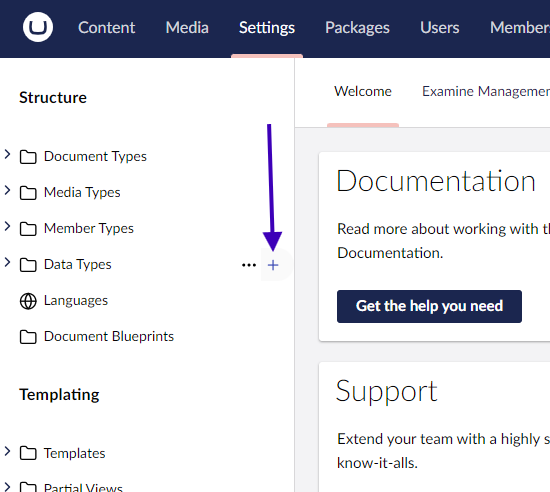 Content Media Settings Packages Users Member
Structure
Document Types
Media Types
Member Types
Data Types
Languages
Document Blueprints
Templating
Templates
Partial Views
Welcome Examine Managemen
Documentation
Read more about working with th
Documentation.
Get the help you need
Support
Extend your team with a highly s
know-it-alls.